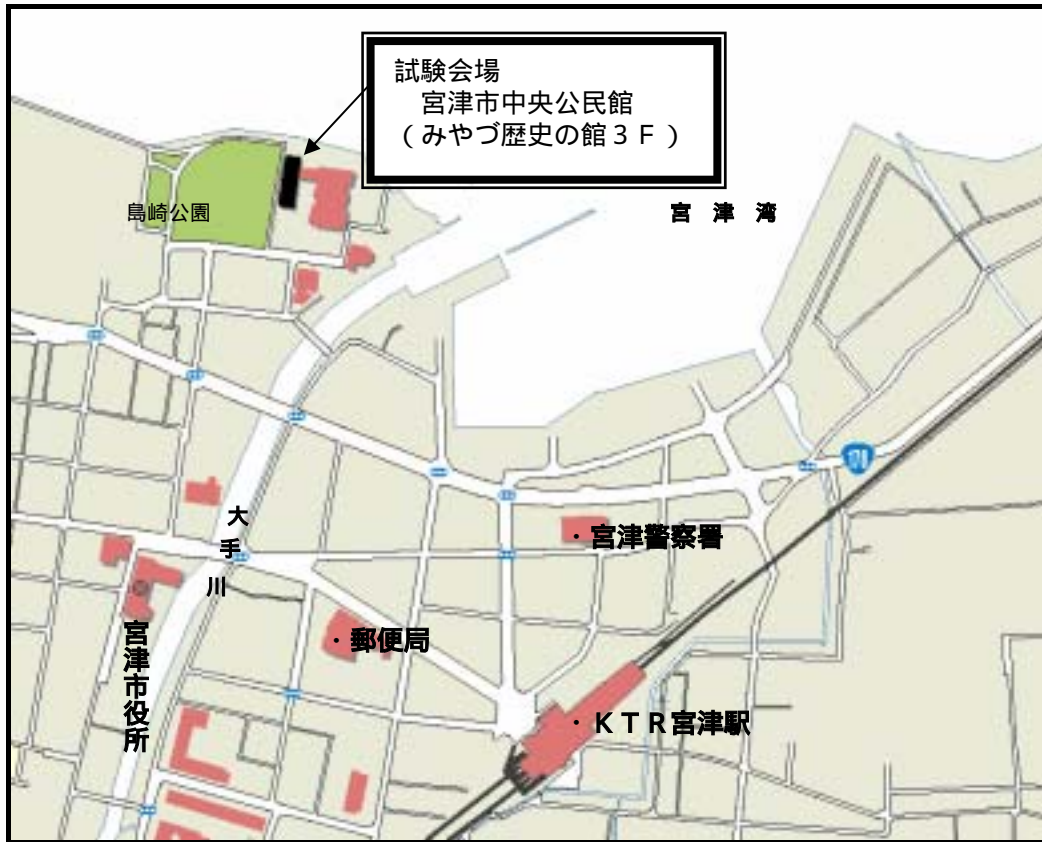 試験会場
　宮津市中央公民館
（みやづ歴史の館３Ｆ）
島崎公園
宮　津　湾
178
大手川
・宮津警察署
・郵便局
宮津市役所
・ＫＴＲ宮津駅